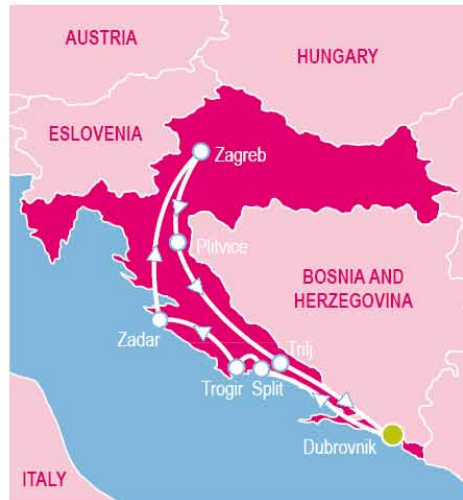 AUSTRIA
HUNGARY
ESLOVENIA
Zagreb
Plitvice
BOSNIA AND
HERZEGOVINA
Zadar
Trilj
Trogir
Split
Dubrovnik
ITALY